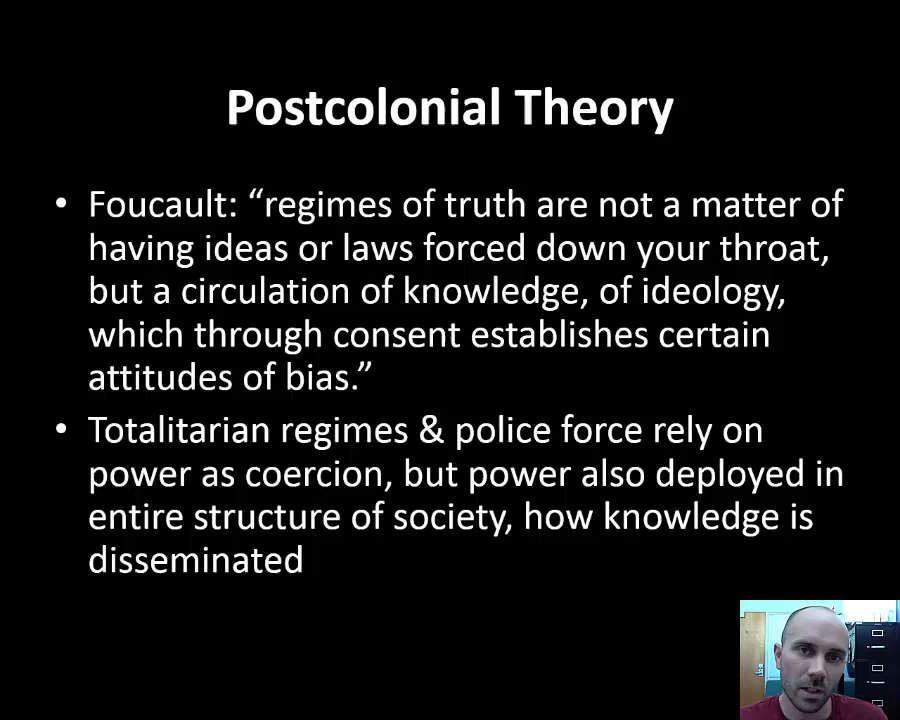 Postcolonial Theory
• Foucault: “regimes of truth are not a matter of
having ideas or laws forced down your throat,
but a circulation of knowledge, of ideology,
which through consent establishes certain
attitudes of bias.”
• Totalitarian regimes & police force rely on
power as coercion, but power also deployed in
entire structure of society, how knowledge is
disseminated